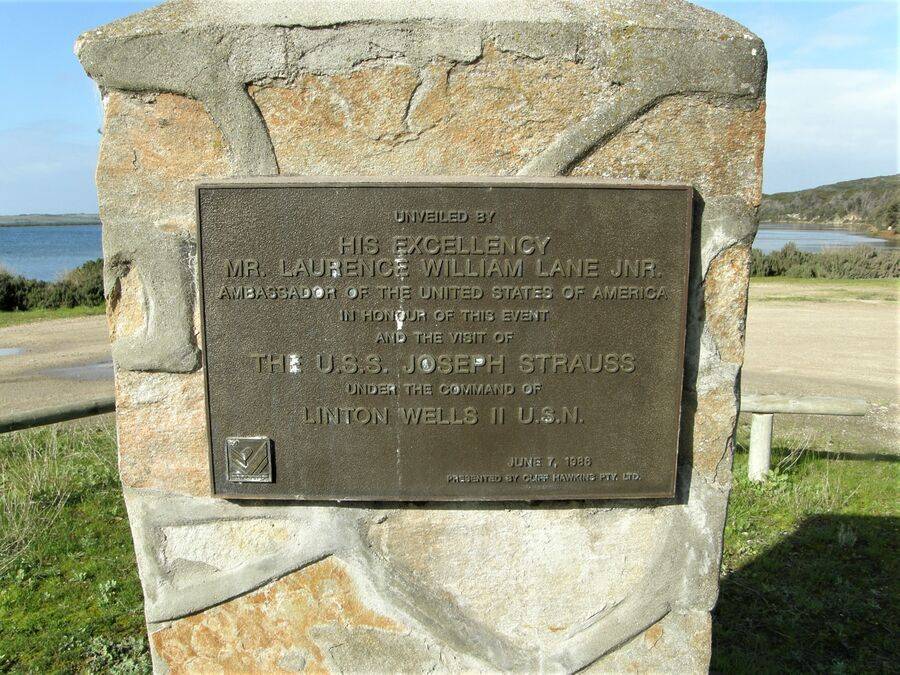 UNVEILED BY
HIS EXCELLENCY
MR. LAURENCE WILLIAM LANE JNR.
AMBASSADOR OF THE UNITED STATES OF AMERICA
IN HONOUR OF THIS EVENT
AND THE VISIT OF
THE U.S.S. JOSEPH STRAUSS
UNDER THE COMMAND OF
LINTON WELLS II U.S.N.
JUNE 7, 1986
PRESENTED BY CLIFF HAWKINS PTY. LTD.